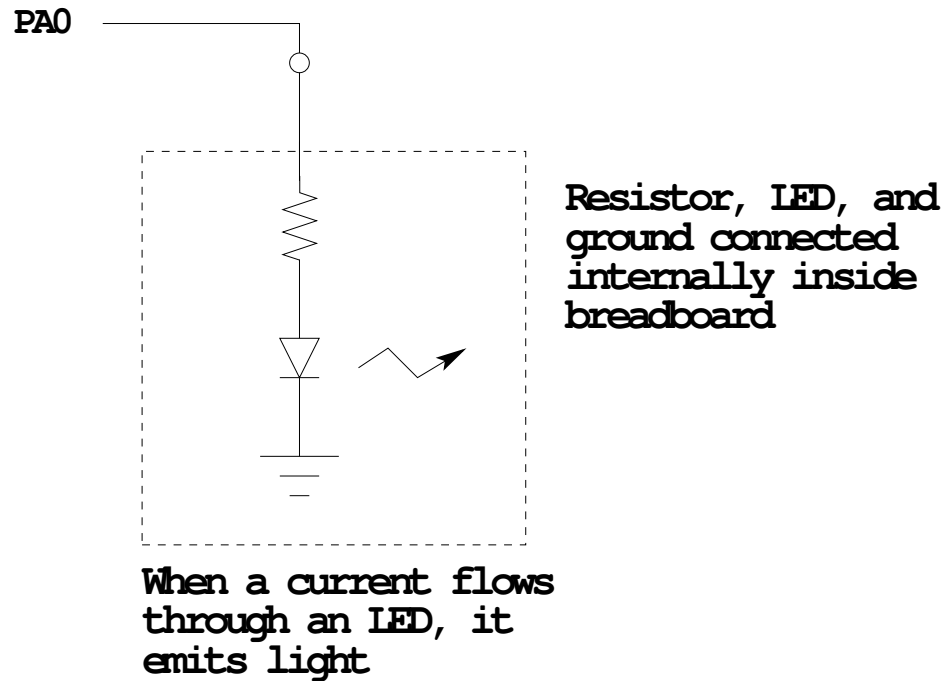 PA0
Resistor, LED, and
ground connected
internally inside
breadboard
When a current flows
through an LED, it
emits light